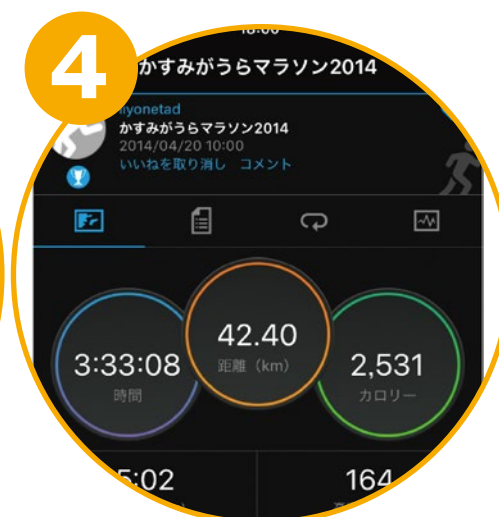 4
かすみがうらマラソン2014
かすみがうらマラソン2014
2014/04/20 10:00
いいねを取り消し コメント
3:33:08
時間
42.40
距離（km）
2,531
カロリー
5:02
164